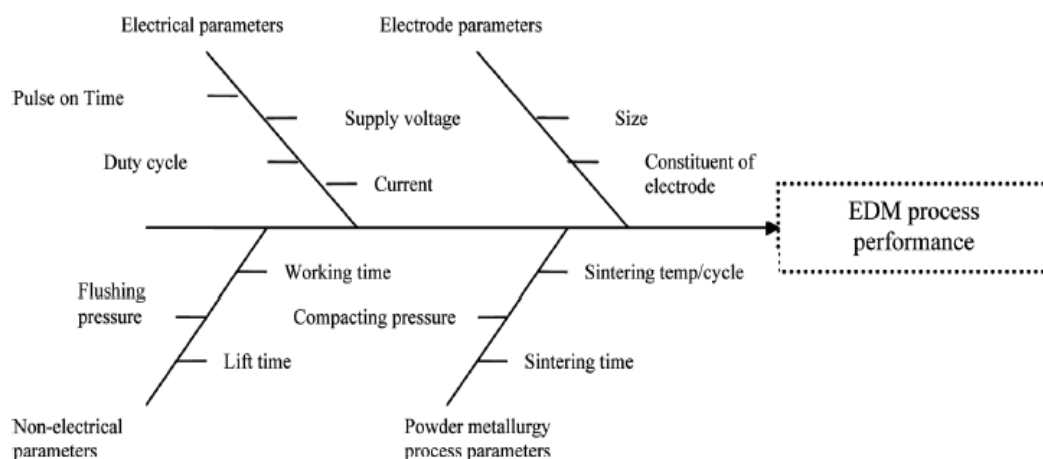 Electrical parameters
Electrode parameters
Pulse on Time
Supply voltage
Size
Duty cycle
Constituent of
electrode
Current
EDM process
performance
Working time
Sintering temp/cycle
Flushing
pressure
Compacting pressure
Lift time
Sintering time
Non-electrical
parameters
Powder metallurgy
process parameters